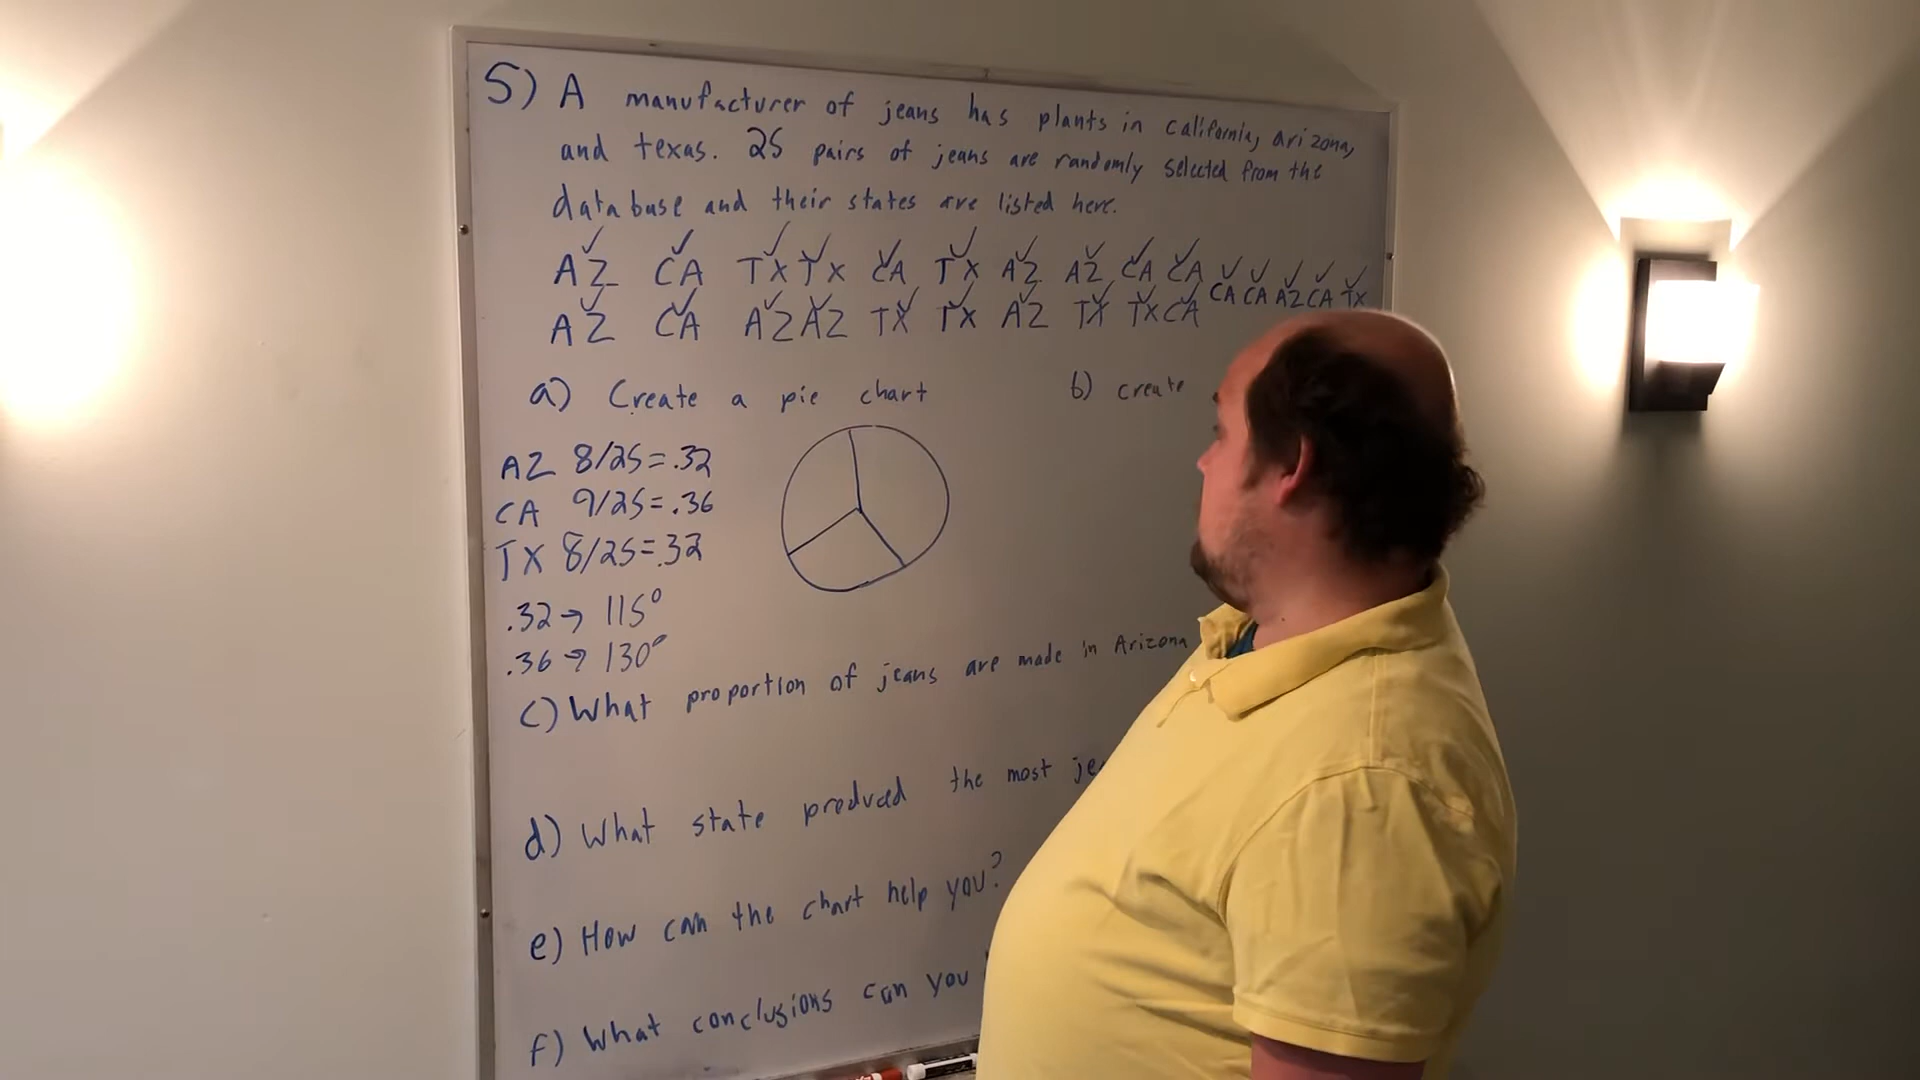 5) A manufacturer of jeans has plants in california, arizona,
and texas. 25 pairs of jeans are randomly selected from the
database and their states are listed here.
AZ CA TX TX CA TX AZ AZ CA CA CA CA AZ CA TX
AZ CA AZ AZ TX TX AZ TX TX CA
a) Create a pie chart
b) create
AZ 8/25=.32
CA 9/25=.36
TX 8/25=.32
.32→ 115°
.36→ 130°
c) What proportion of jeans are made in Arizona
d) What state produced the most
e) How can the chart help you?
f) What conclusions can you